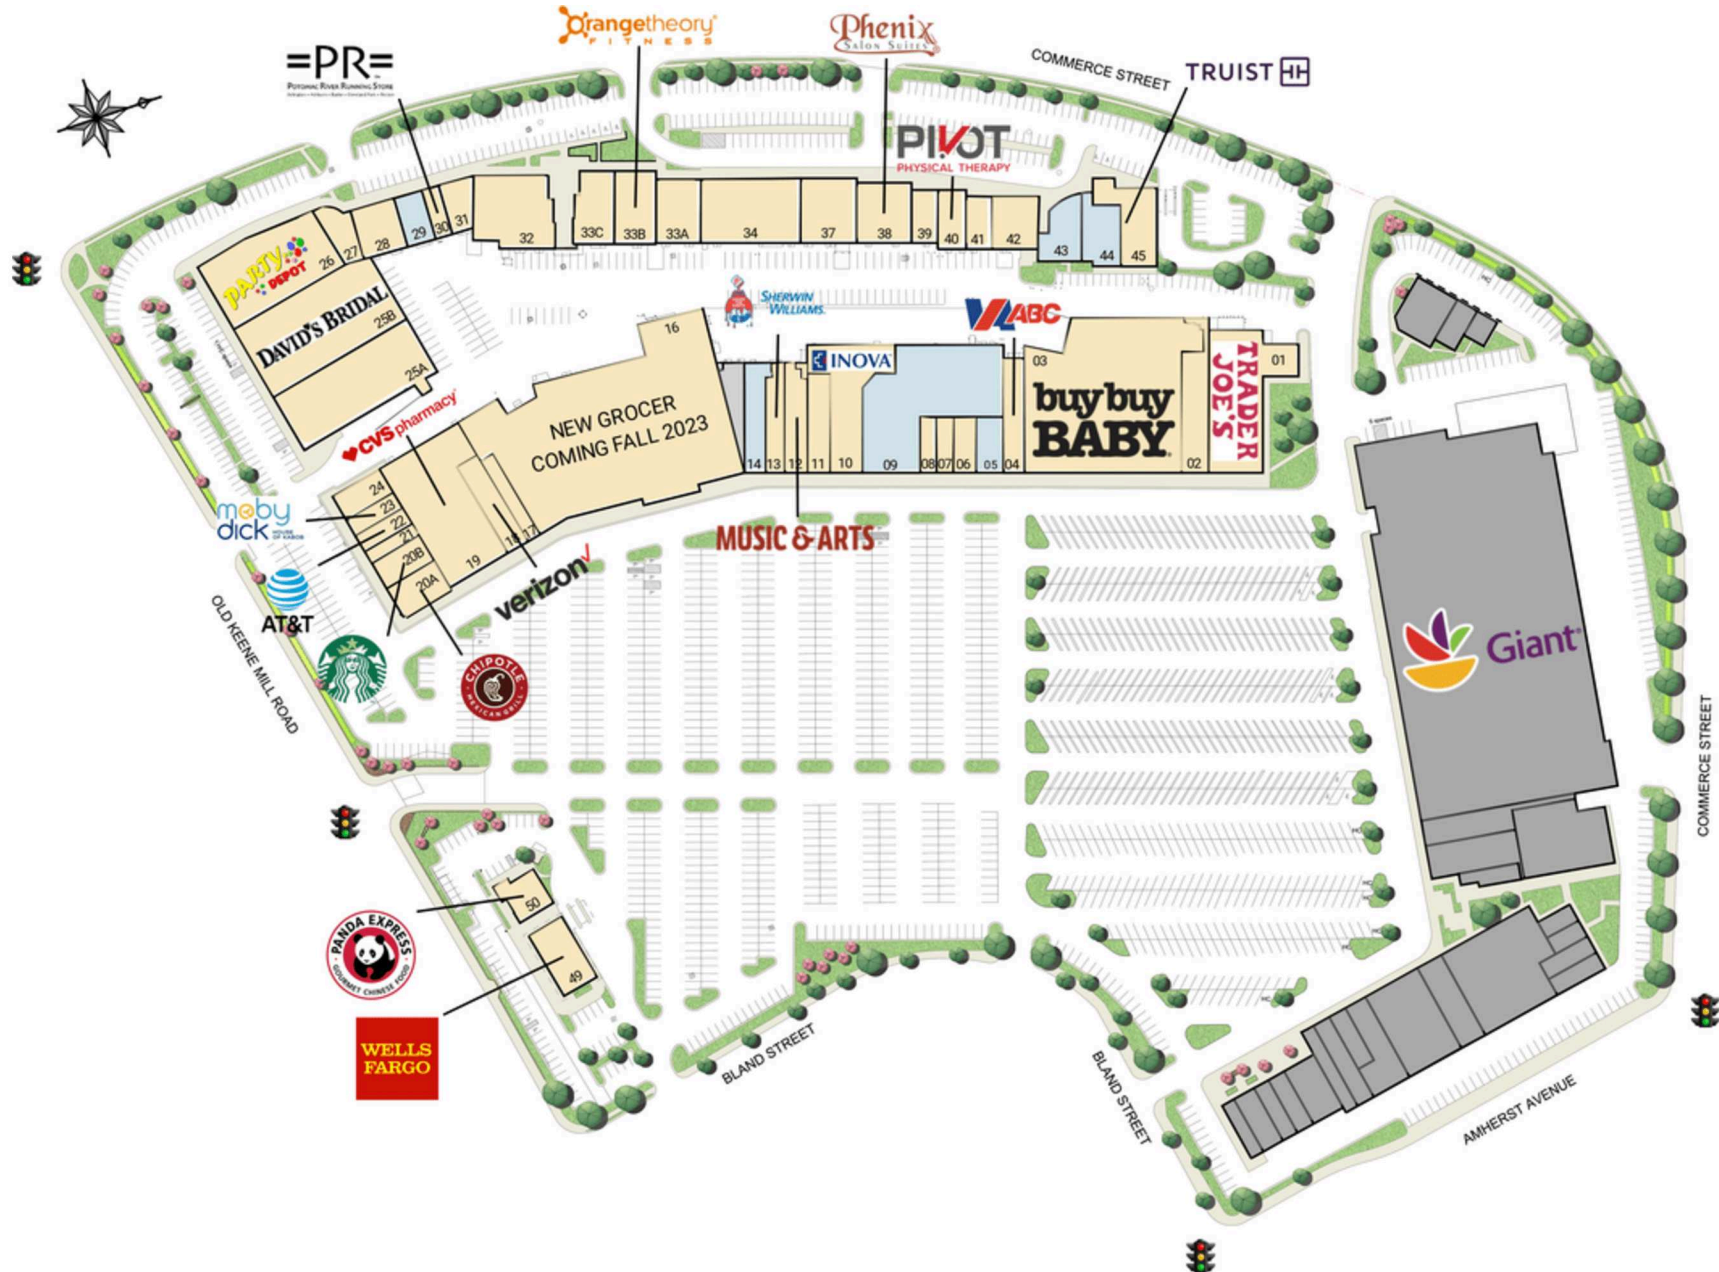 rangetheory
FITNESS
Phenix
Salon Suites
=PR=
Potomac River Running Store
COMMERCE STREET
TRUIST
PIVOT
PHYSICAL THERAPY
26
27
28
29
30
31
32
33C
33B
33A
34
37
38
39
40
41
42
43
44
45
PARTY
DEPOT
DAVID'S BRIDAL
25B
25A
16
SHERWIN
WILLIAMS.
ABC
INOVA
03
01
buybuy
BABY
TRADER
JOE'S
CVS pharmacy
NEW GROCER
COMING FALL 2023
14
13
12
11
10
09
08
07
06
05
04
02
24
23
22
21
20B
20A
19
18
17
moby
dick
HOUSE
OF KABOB
MUSIC & ARTS
verizon
AT&T
CHIPOTLE
MEXICAN GRILL
OLD KEENE MILL ROAD
Giant
COMMERCE STREET
50
49
PANDA EXPRESS
GOURMET CHINESE FOOD
WELLS
FARGO
BLAND STREET
BLAND STREET
AMHERST AVENUE